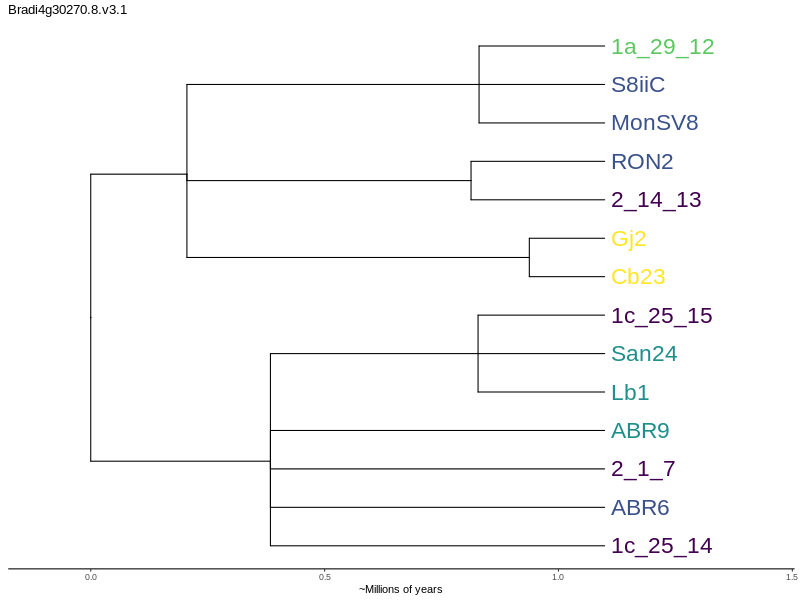 Bradi4g30270.8.v3.1
1a_29_12
S8iiC
MonSV8
RON2
2_14_13
Gj2
Cb23
1c_25_15
San24
Lb1
ABR9
2_1_7
ABR6
1c_25_14
0.0 0.5 1.0 1.5
~Millions of years